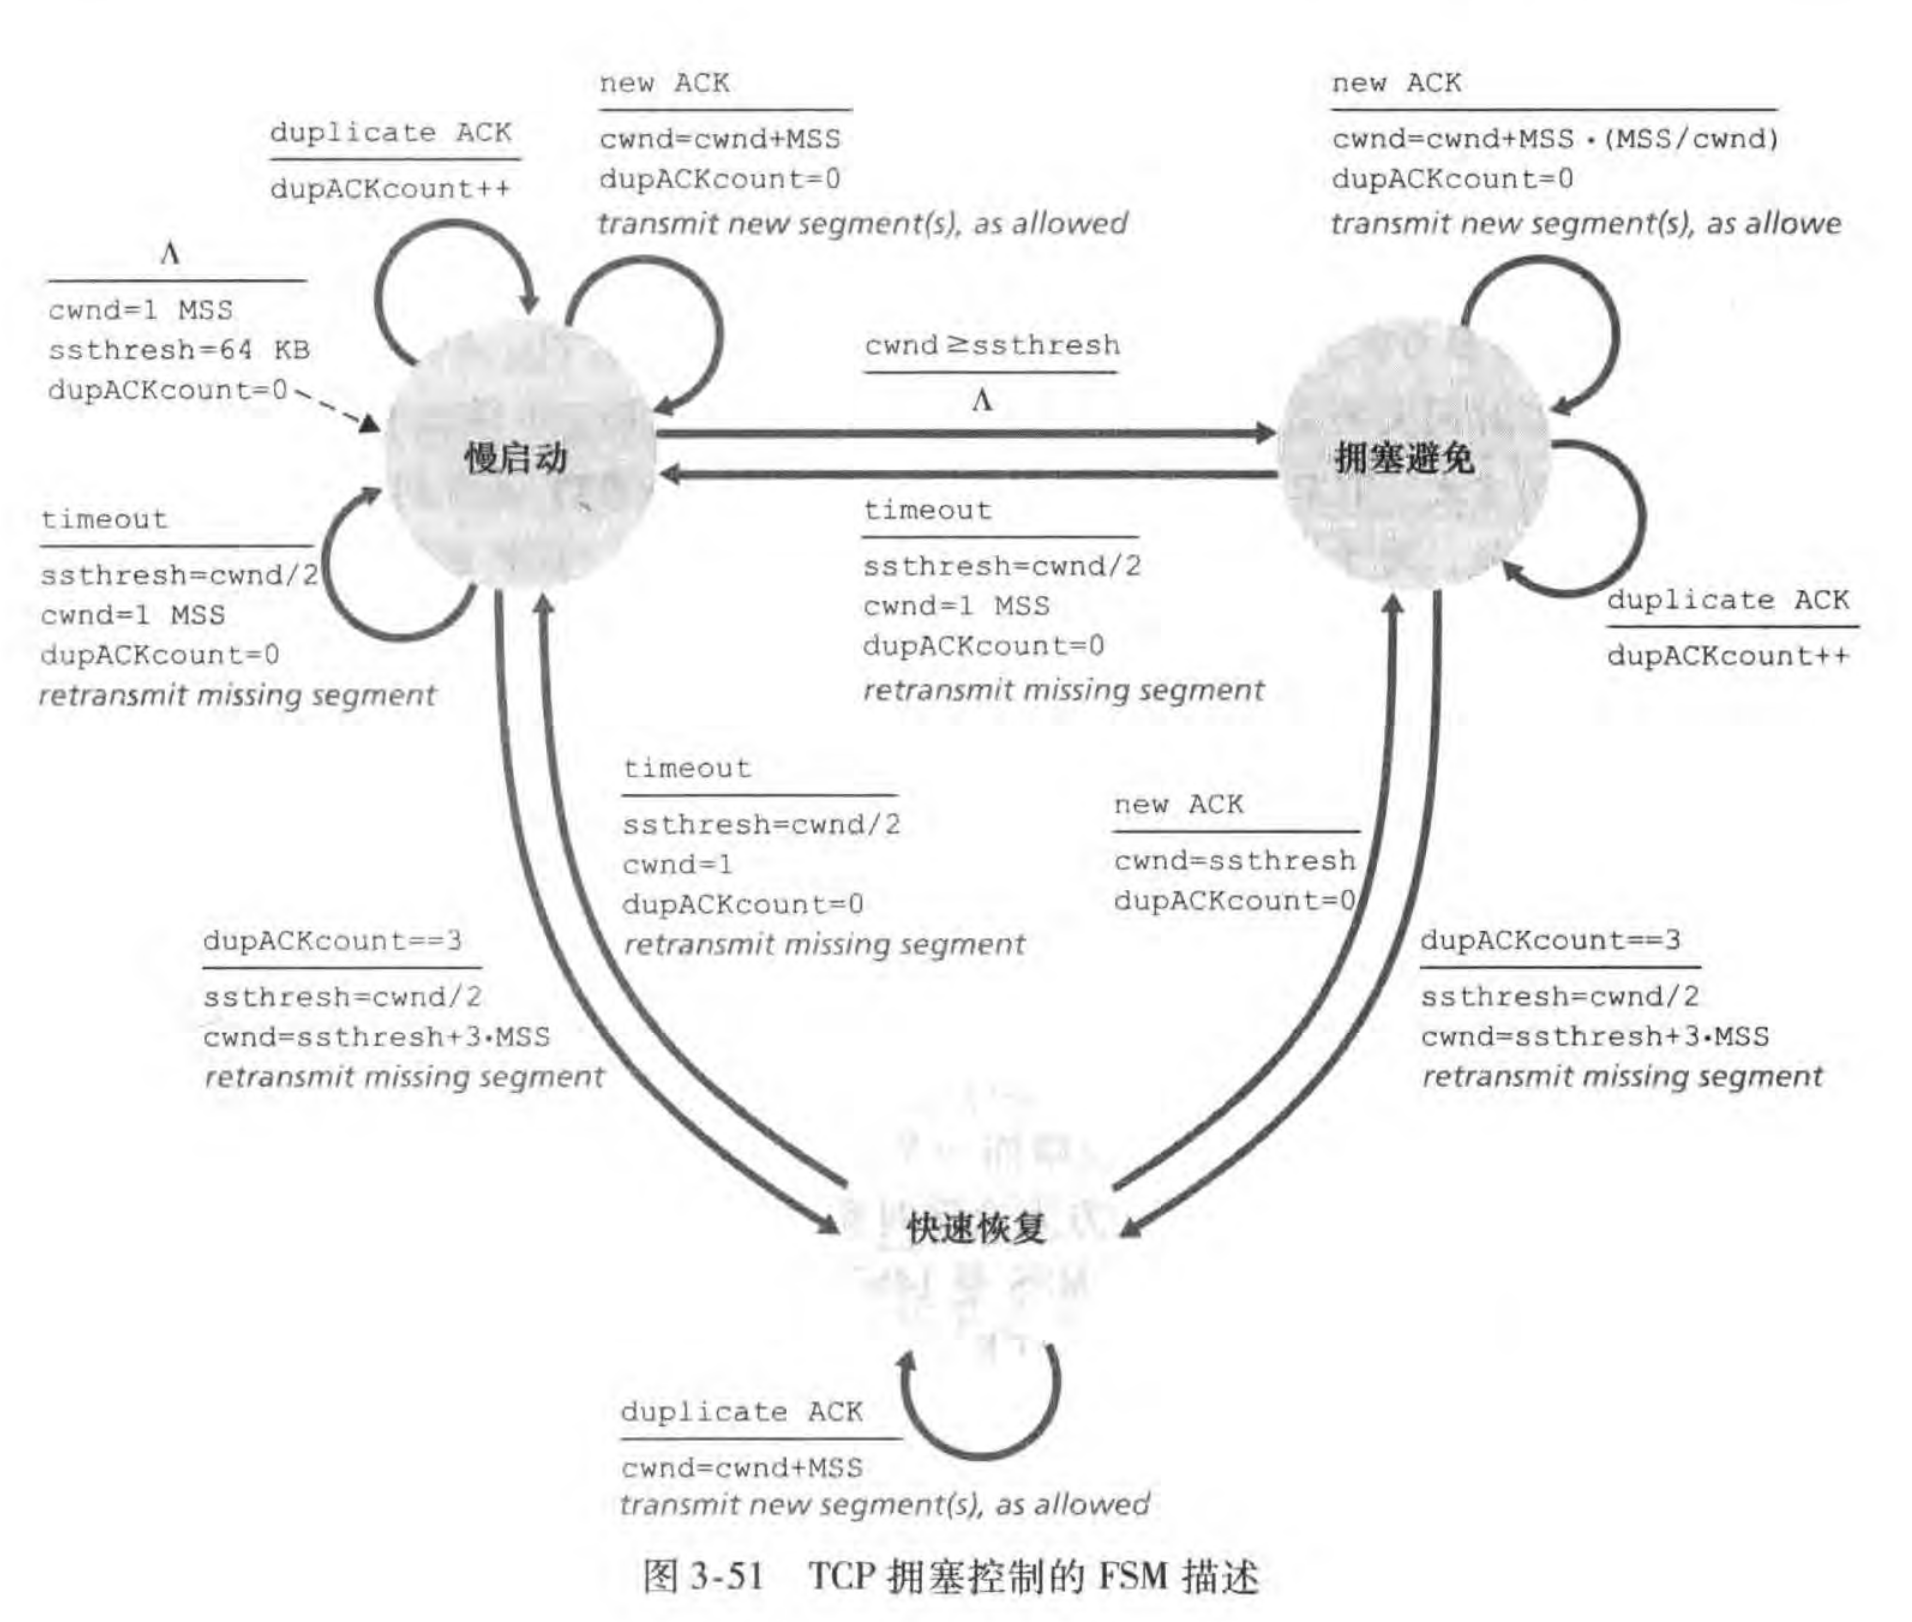 new ACK
cwnd=cwnd+MSS
dupACKcount=0
transmit new segment(s), as allowed
new ACK
cwnd=cwnd+MSS·(MSS/cwnd)
dupACKcount=0
transmit new segment(s), as allowe
duplicate ACK
dupACKcount++
Λ
cwnd=1 MSS
ssthresh=64 KB
dupACKcount=0
cwnd≥ssthresh
Λ
慢启动
拥塞避免
timeout
ssthresh=cwnd/2
cwnd=1 MSS
dupACKcount=0
retransmit missing segment
timeout
ssthresh=cwnd/2
cwnd=1 MSS
dupACKcount=0
retransmit missing segment
duplicate ACK
dupACKcount++
timeout
ssthresh=cwnd/2
cwnd=1
dupACKcount=0
retransmit missing segment
new ACK
cwnd=ssthresh
dupACKcount=0
dupACKcount==3
ssthresh=cwnd/2
cwnd=ssthresh+3·MSS
retransmit missing segment
dupACKcount==3
ssthresh=cwnd/2
cwnd=ssthresh+3·MSS
retransmit missing segment
快速恢复
duplicate ACK
cwnd=cwnd+MSS
transmit new segment(s), as allowed
图 3-51 TCP 拥塞控制的 FSM 描述